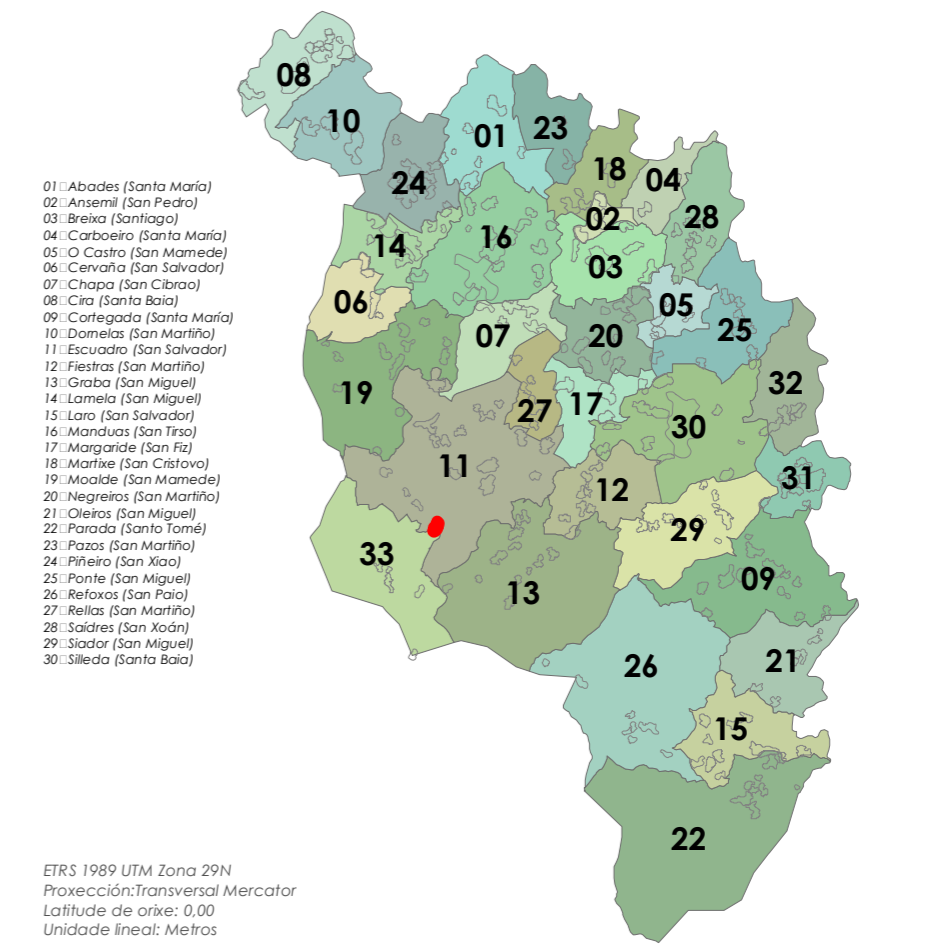 08
10
01
23
18
04
24
02
28
14
16
03
06
05
07
20
25
19
27
17
32
30
11
12
31
29
33
13
09
26
21
15
22
01□Abades (Santa María)
02□Ansemil (San Pedro)
03□Breixa (Santiago)
04□Carboeiro (Santa María)
05□O Castro (San Mamede)
06□Cervaña (San Salvador)
07□Chapa (San Cibrao)
08□Cira (Santa Baia)
09□Cortegada (Santa María)
10□Dornelas (San Martiño)
11□Escuadro (San Salvador)
12□Fiestras (San Martiño)
13□Graba (San Miguel)
14□Lamela (San Miguel)
15□Laro (San Salvador)
16□Manduas (San Tirso)
17□Margaride (San Fiz)
18□Martixe (San Cristovo)
19□Moalde (San Mamede)
20□Negreiros (San Martiño)
21□Oleiros (San Miguel)
22□Parada (Santo Tomé)
23□Pazos (San Martiño)
24□Piñeiro (San Xiao)
25□Ponte (San Miguel)
26□Refoxos (San Paio)
27□Rellas (San Martiño)
28□Saídres (San Xoán)
29□Siador (San Miguel)
30□Silleda (Santa Baia)
ETRS 1989 UTM Zona 29N
Proxección:Transversal Mercator
Latitude de orixe: 0,00
Unidade lineal: Metros